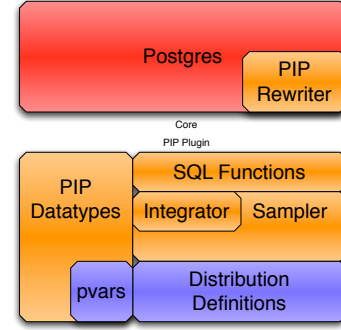 Postgres
PIP
Rewriter
Core
PIP Plugin
PIP
Datatypes
SQL Functions
Integrator
Sampler
pvars
Distribution
Definitions